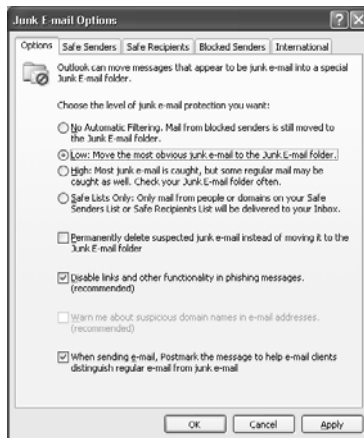 Junk E-mail Options
Options Safe Senders Safe Recipients Blocked Senders International
Outlook can move messages that appear to be junk e-mail into a special
Junk E-mail folder.
Choose the level of junk e-mail protection you want:
No Automatic Filtering. Mail from blocked senders is still moved to
the Junk E-mail folder.
Low: Move the most obvious junk e-mail to the Junk E-mail folder.
High: Most junk e-mail is caught, but some regular mail may be
caught as well. Check your Junk E-mail folder often.
Safe Lists Only: Only mail from people or domains on your Safe
Senders List or Safe Recipients List will be delivered to your Inbox.
Permanently delete suspected junk e-mail instead of moving it to the
Junk E-mail folder
Disable links and other functionality in phishing messages.
(recommended)
Warn me about suspicious domain names in e-mail addresses.
(recommended)
When sending e-mail, Postmark the message to help e-mail clients
distinguish regular e-mail from junk e-mail
OK Cancel Apply